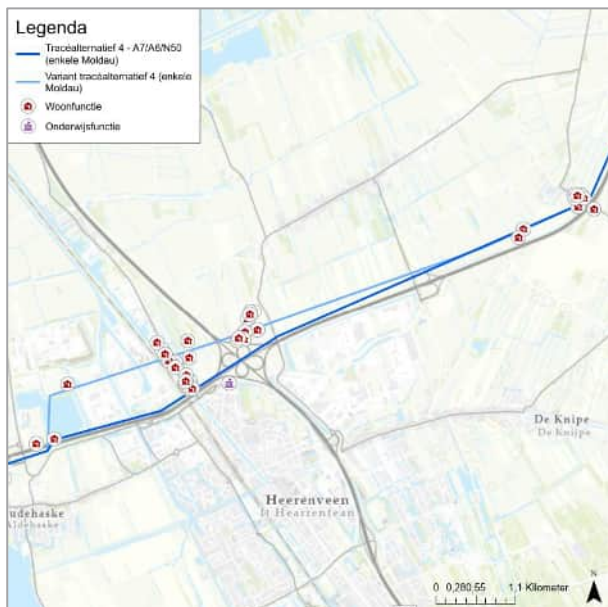 Legenda
Tracéalternatief 4 - A7/A6/N50
(enkele Moldau)
Variant tracéalternatief 4 (enkele
Moldau)
Woonfunctie
Onderwijsfunctie
De Knipe
De Knipe
udehaske
Aldehaske
Heerenveen
It Hearrenfean
0 0,280,55 1,1 Kilometer
N